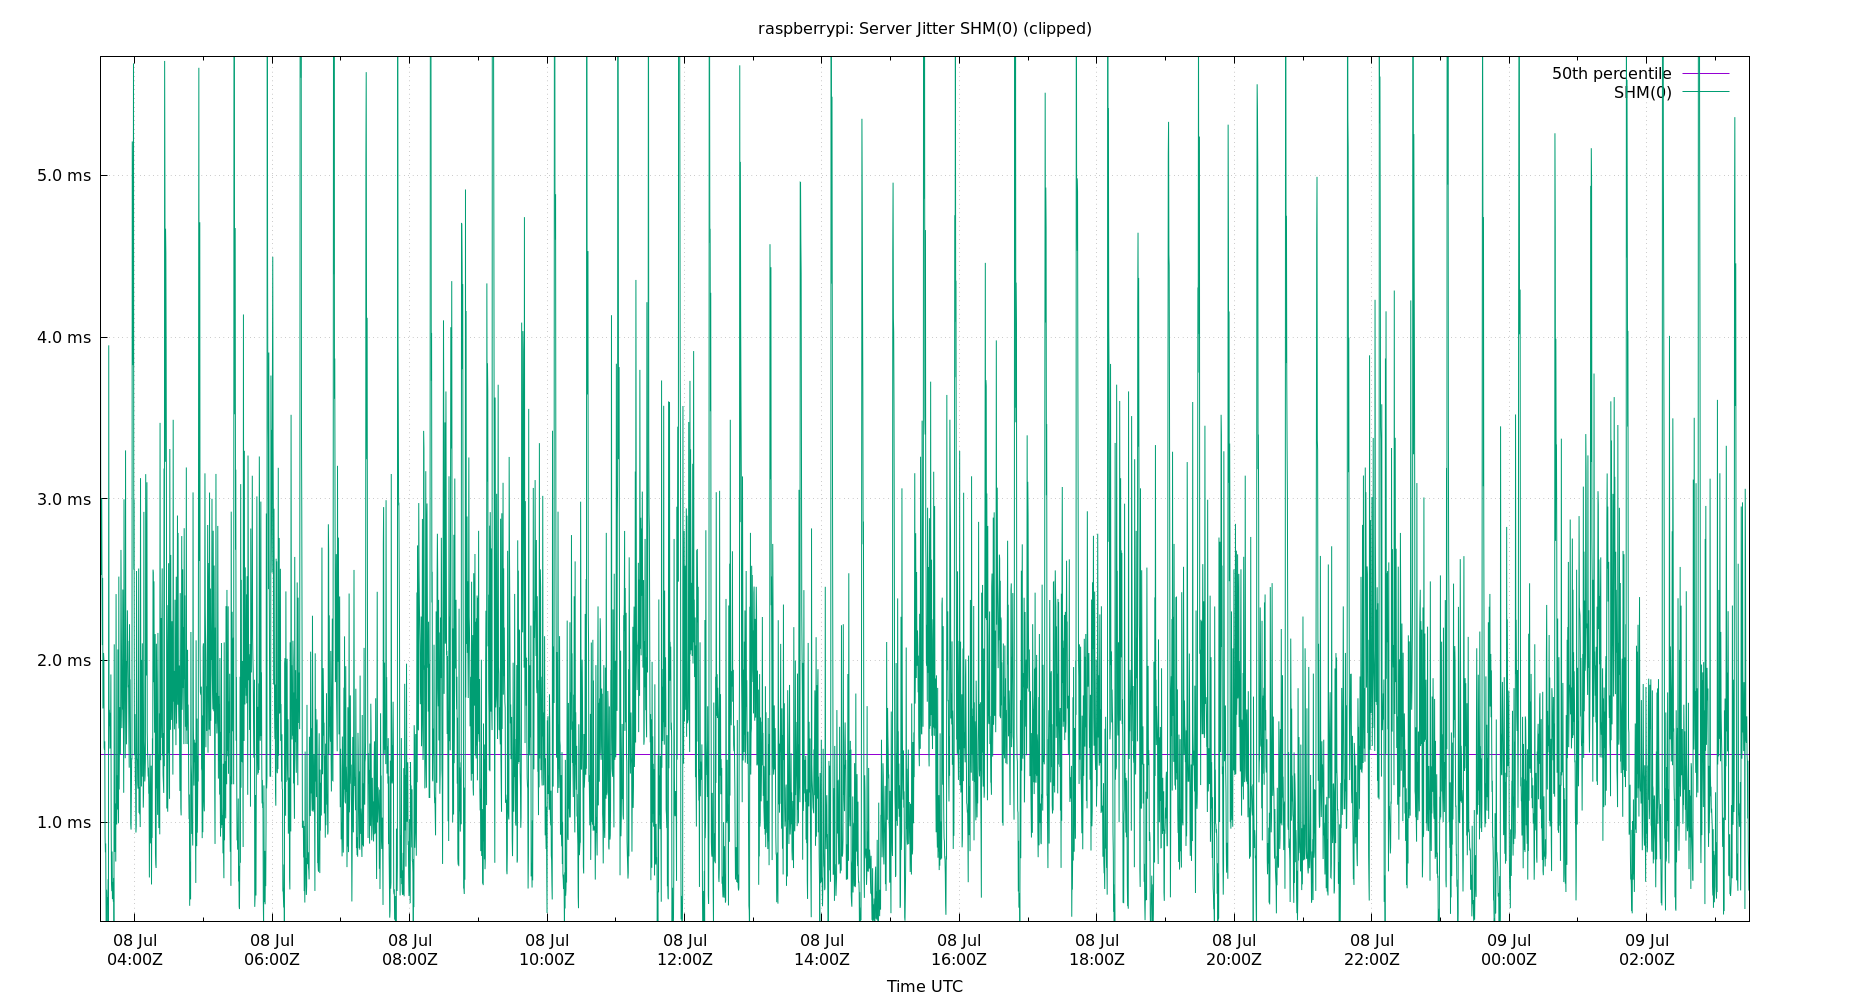 raspberrypi: Server Jitter SHM(0) (clipped)
50th percentile
SHM(0)
5.0 ms
4.0 ms
3.0 ms
2.0 ms
1.0 ms
08 Jul 08 Jul 08 Jul 08 Jul 08 Jul 08 Jul 08 Jul 08 Jul 08 Jul 08 Jul 09 Jul 09 Jul
04:00Z 06:00Z 08:00Z 10:00Z 12:00Z 14:00Z 16:00Z 18:00Z 20:00Z 22:00Z 00:00Z 02:00Z
Time UTC